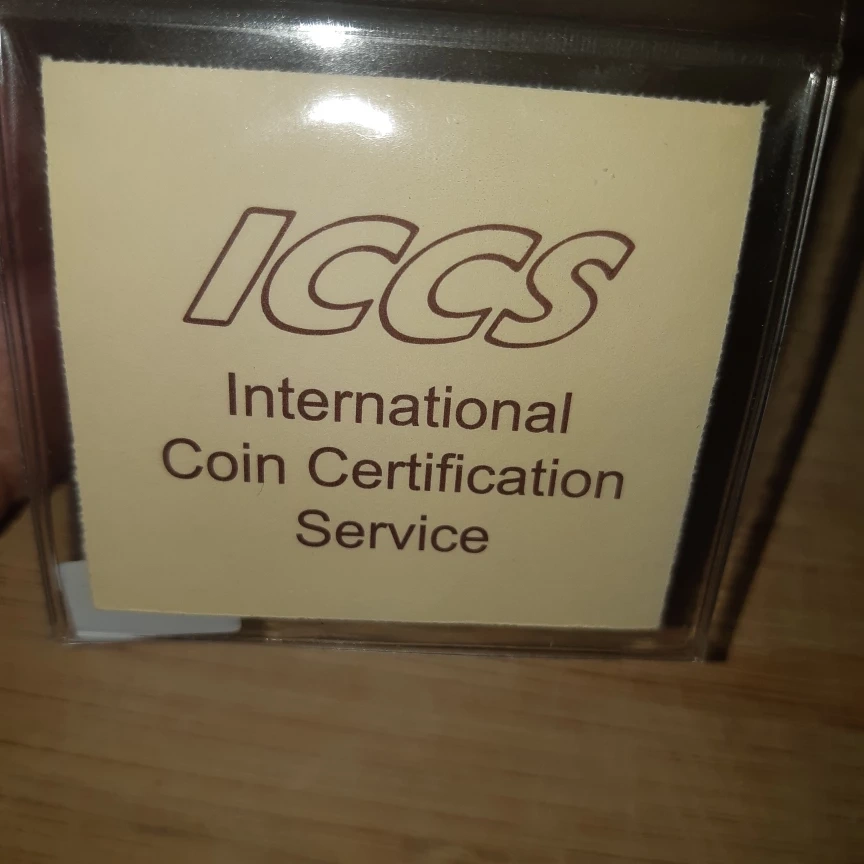 ICCS
International
Coin Certification
Service